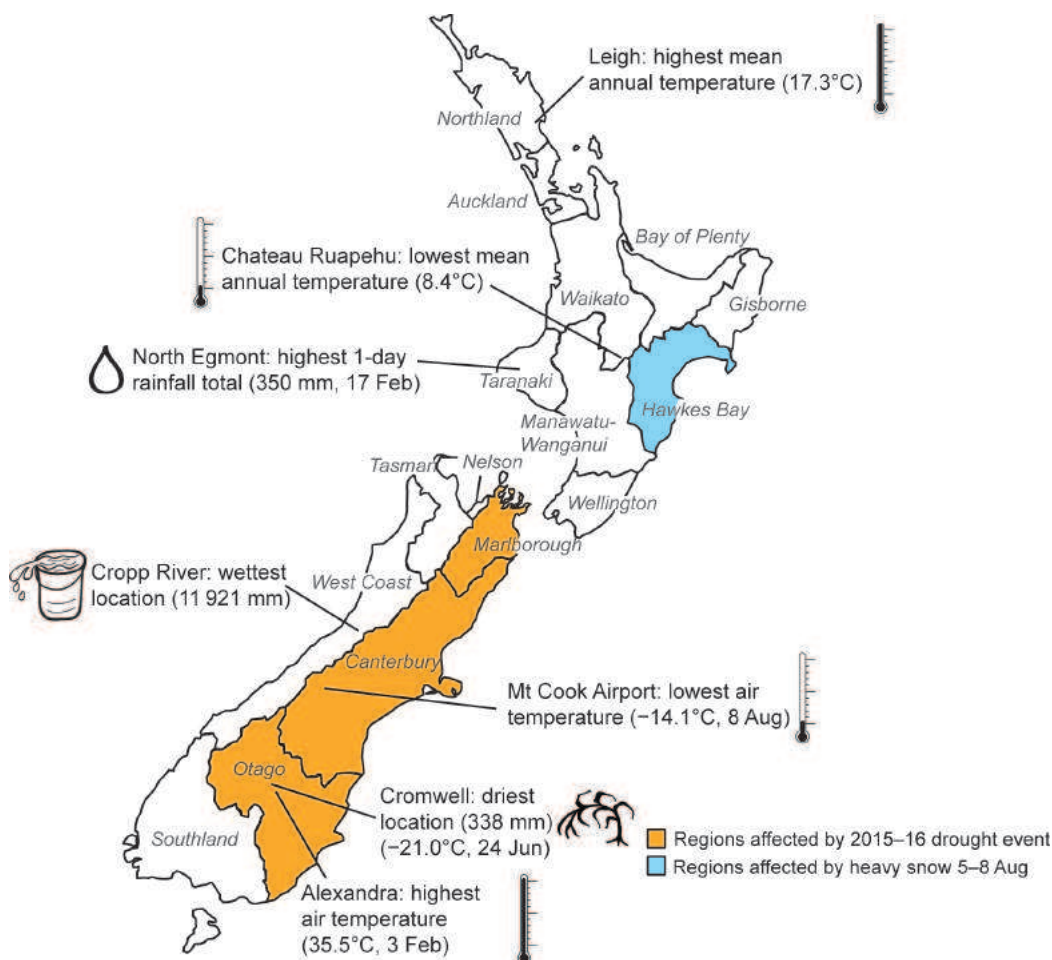 Leigh: highest mean
annual temperature (17.3°C)
Northland
Auckland
Bay of Plenty
Chateau Ruapehu: lowest mean
annual temperature (8.4°C)
Waikato
Gisborne
North Egmont: highest 1-day
rainfall total (350 mm, 17 Feb)
Taranaki
Hawkes Bay
Manawatu-
Wanganui
Tasman
Nelson
Wellington
Marlborough
Cropp River: wettest
location (11 921 mm)
West Coast
Canterbury
Mt Cook Airport: lowest air
temperature (−14.1°C, 8 Aug)
Otago
Cromwell: driest
location (338 mm)
(−21.0°C, 24 Jun)
Southland
Regions affected by 2015–16 drought event
Regions affected by heavy snow 5–8 Aug
Alexandra: highest
air temperature
(35.5°C, 3 Feb)